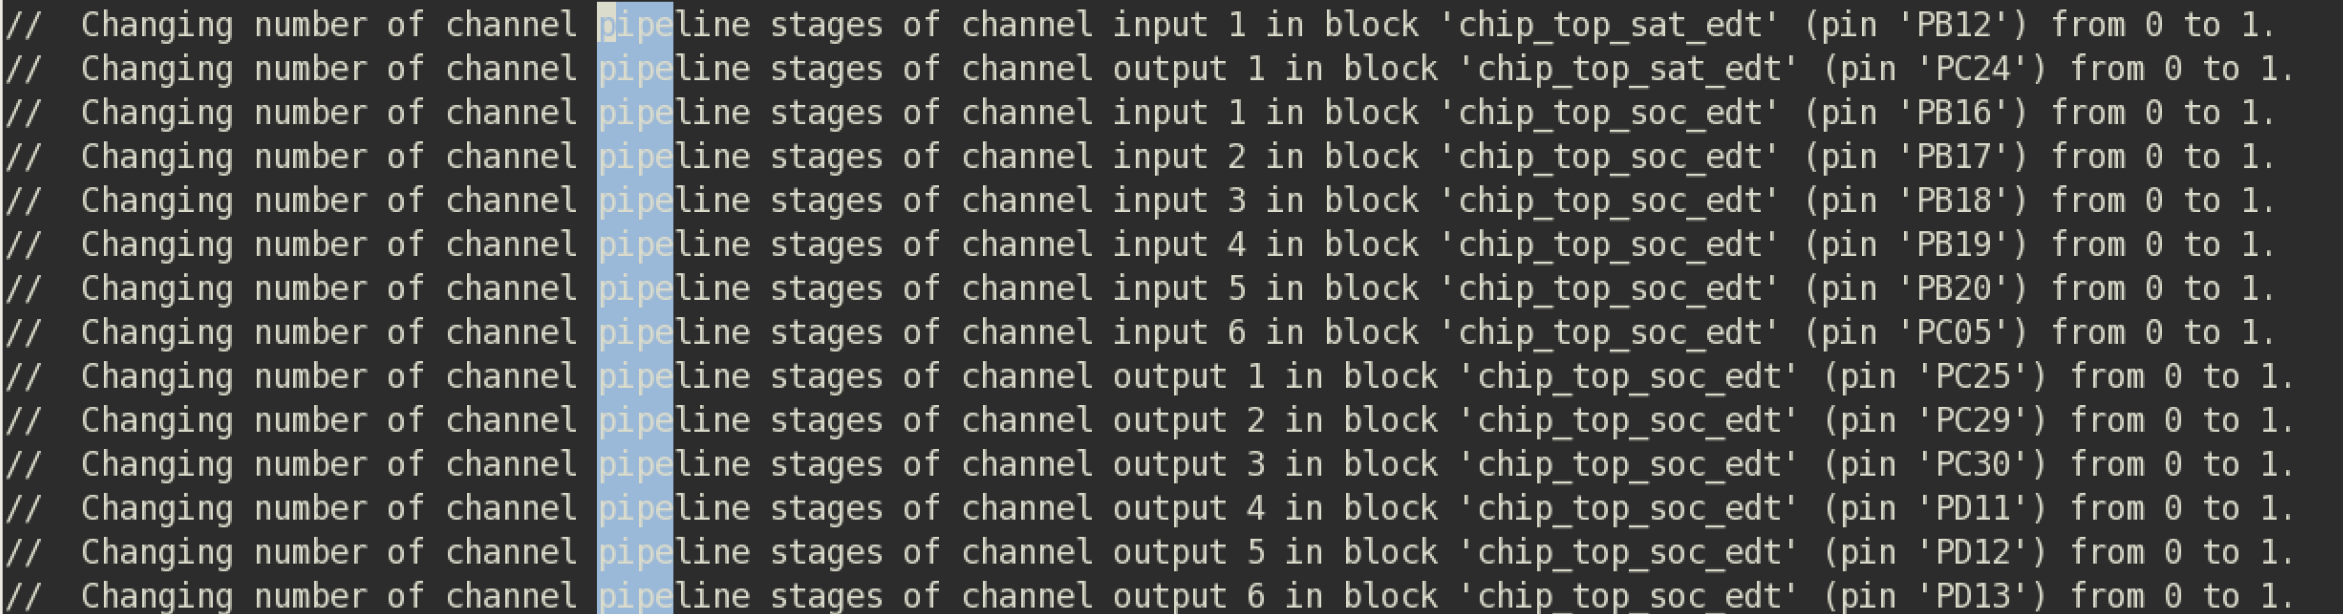 //  Changing number of channel pipeline stages of channel input 1 in block 'chip_top_sat_edt' (pin 'PB12') from 0 to 1.
//  Changing number of channel pipeline stages of channel output 1 in block 'chip_top_sat_edt' (pin 'PC24') from 0 to 1.
//  Changing number of channel pipeline stages of channel input 1 in block 'chip_top_soc_edt' (pin 'PB16') from 0 to 1.
//  Changing number of channel pipeline stages of channel input 2 in block 'chip_top_soc_edt' (pin 'PB17') from 0 to 1.
//  Changing number of channel pipeline stages of channel input 3 in block 'chip_top_soc_edt' (pin 'PB18') from 0 to 1.
//  Changing number of channel pipeline stages of channel input 4 in block 'chip_top_soc_edt' (pin 'PB19') from 0 to 1.
//  Changing number of channel pipeline stages of channel input 5 in block 'chip_top_soc_edt' (pin 'PB20') from 0 to 1.
//  Changing number of channel pipeline stages of channel input 6 in block 'chip_top_soc_edt' (pin 'PC05') from 0 to 1.
//  Changing number of channel pipeline stages of channel output 1 in block 'chip_top_soc_edt' (pin 'PC25') from 0 to 1.
//  Changing number of channel pipeline stages of channel output 2 in block 'chip_top_soc_edt' (pin 'PC29') from 0 to 1.
//  Changing number of channel pipeline stages of channel output 3 in block 'chip_top_soc_edt' (pin 'PC30') from 0 to 1.
//  Changing number of channel pipeline stages of channel output 4 in block 'chip_top_soc_edt' (pin 'PD11') from 0 to 1.
//  Changing number of channel pipeline stages of channel output 5 in block 'chip_top_soc_edt' (pin 'PD12') from 0 to 1.
//  Changing number of channel pipeline stages of channel output 6 in block 'chip_top_soc_edt' (pin 'PD13') from 0 to 1.